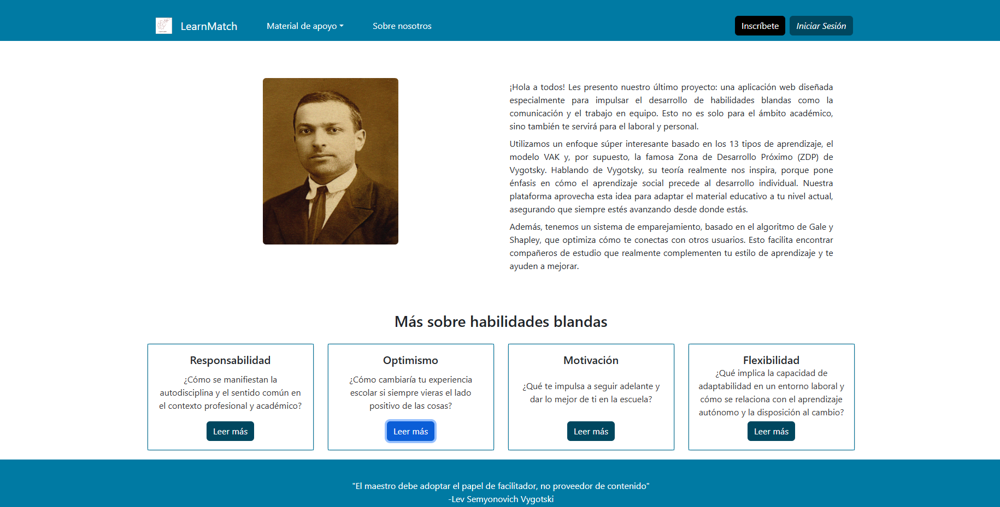 LearnMatch
Material de apoyo
Sobre nosotros
Inscríbete
Iniciar Sesión
¡Hola a todos! Les presento nuestro último proyecto: una aplicación web diseñada
especialmente para impulsar el desarrollo de habilidades blandas como la
comunicación y el trabajo en equipo. Esto no es solo para el ámbito académico,
sino también te servirá para el laboral y personal.
Utilizamos un enfoque súper interesante basado en los 13 tipos de aprendizaje, el
modelo VAK y, por supuesto, la famosa Zona de Desarrollo Próximo (ZDP) de
Vygotsky. Hablando de Vygotsky, su teoría realmente nos inspira, porque pone
énfasis en cómo el aprendizaje social precede al desarrollo individual. Nuestra
plataforma aprovecha esta idea para adaptar el material educativo a tu nivel actual,
asegurando que siempre estés avanzando desde donde estás.
Además, tenemos un sistema de emparejamiento, basado en el algoritmo de Gale y
Shapley, que optimiza cómo te conectas con otros usuarios. Esto facilita encontrar
compañeros de estudio que realmente complementen tu estilo de aprendizaje y te
ayuden a mejorar.
Más sobre habilidades blandas
Responsabilidad
¿Cómo se manifiestan la
autodisciplina y el sentido común en
el contexto profesional y académico?
Leer más
Optimismo
¿Cómo cambiaría tu experiencia
escolar si siempre vieras el lado
positivo de las cosas?
Leer más
Motivación
¿Qué te impulsa a seguir adelante y
dar lo mejor de ti en la escuela?
Leer más
Flexibilidad
¿Qué implica la capacidad de
adaptabilidad en un entorno laboral y
cómo se relaciona con el aprendizaje
autónomo y la disposición al cambio?
Leer más
"El maestro debe adoptar el papel de facilitador, no proveedor de contenido"
-Lev Semyonovich Vygotski